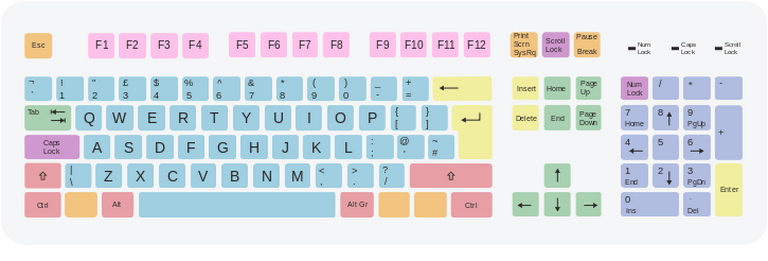 Esc F1 F2 F3 F4 F5 F6 F7 F8 F9 F10 F11 F12 Print Scrn SysRq Scroll Lock Pause Break Num Lock Caps Lock Scroll Lock
¬ ` ! 1 " 2 £ 3 $ 4 % 5 ^ 6 & 7 * 8 ( 9 ) 0 _ - + = ← Insert Home Page Up Num Lock / * -
Tab Q W E R T Y U I O P { [ } ] ↵ Delete End Page Down 7 Home 8 ↑ 9 PgUp +
Caps Lock A S D F G H J K L : ; @ ' ~ # 4 ← 5 6 →
⇧ | \ Z X C V B N M < , > . ? / ⇧ ↑ 1 End 2 ↓ 3 PgDn Enter
Ctrl Alt Alt Gr Ctrl ← ↓ → 0 Ins . Del